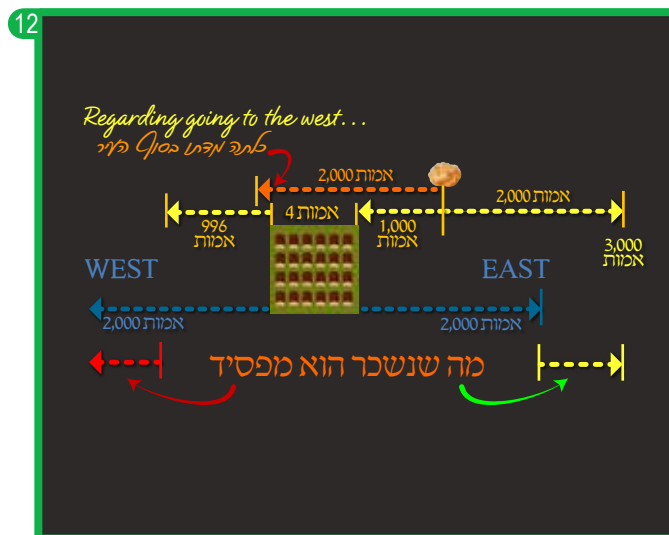 12
Regarding going to the west...
כלתה מדתו בסוף העיר
2,000 אמות
2,000 אמות
996 אמות
4 אמות
1,000 אמות
3,000 אמות
WEST
EAST
2,000 אמות
2,000 אמות
מה שנשכר הוא מפסיד